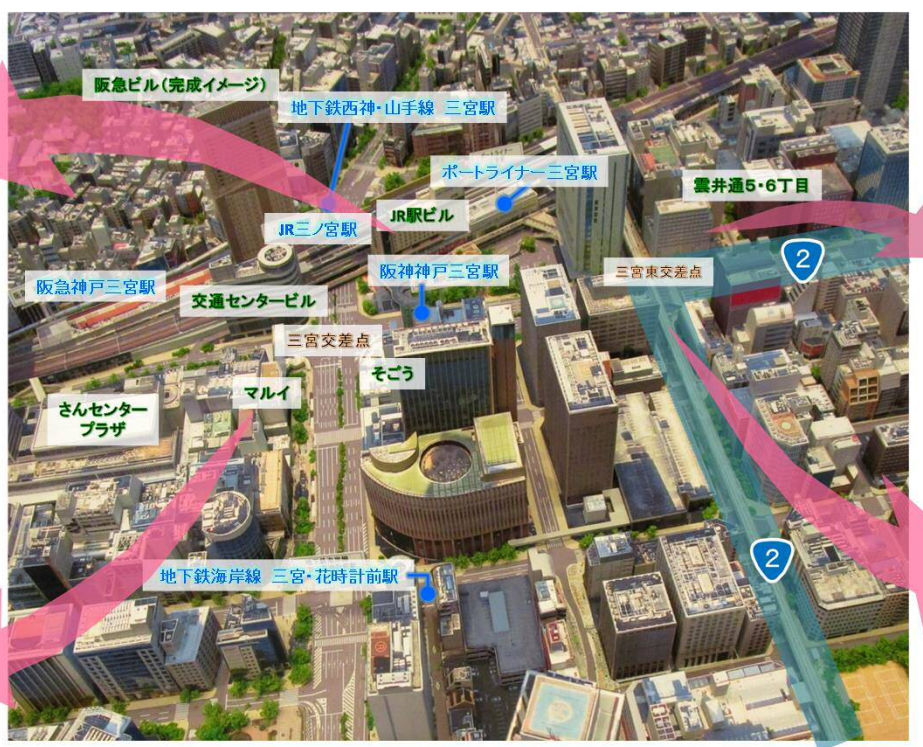 阪急ビル(完成イメージ)
地下鉄西神・山手線 三宮駅
ポートライナー三宮駅
雲井通5・6丁目
JR駅ビル
JR三ノ宮駅
2
阪神神戸三宮駅
三宮東交差点
阪急神戸三宮駅
交通センタービル
三宮交差点
そごう
マルイ
さんセンター
プラザ
2
地下鉄海岸線 三宮・花時計前駅